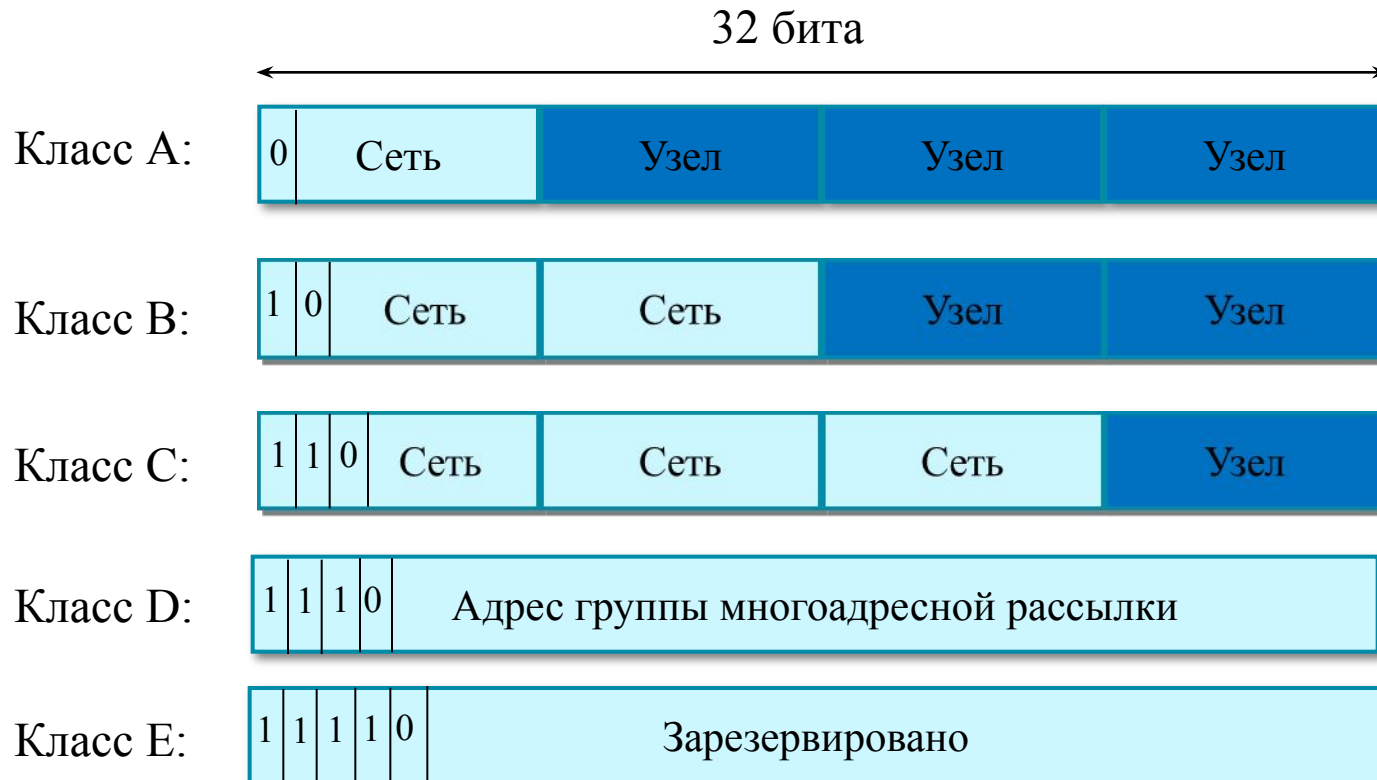 32 бита
Класс A: 0 Сеть Узел Узел Узел
Класс B: 1 0 Сеть Сеть Узел Узел
Класс C: 1 1 0 Сеть Сеть Сеть Узел
Класс D: 1 1 1 0 Адрес группы многоадресной рассылки
Класс E: 1 1 1 1 0 Зарезервировано